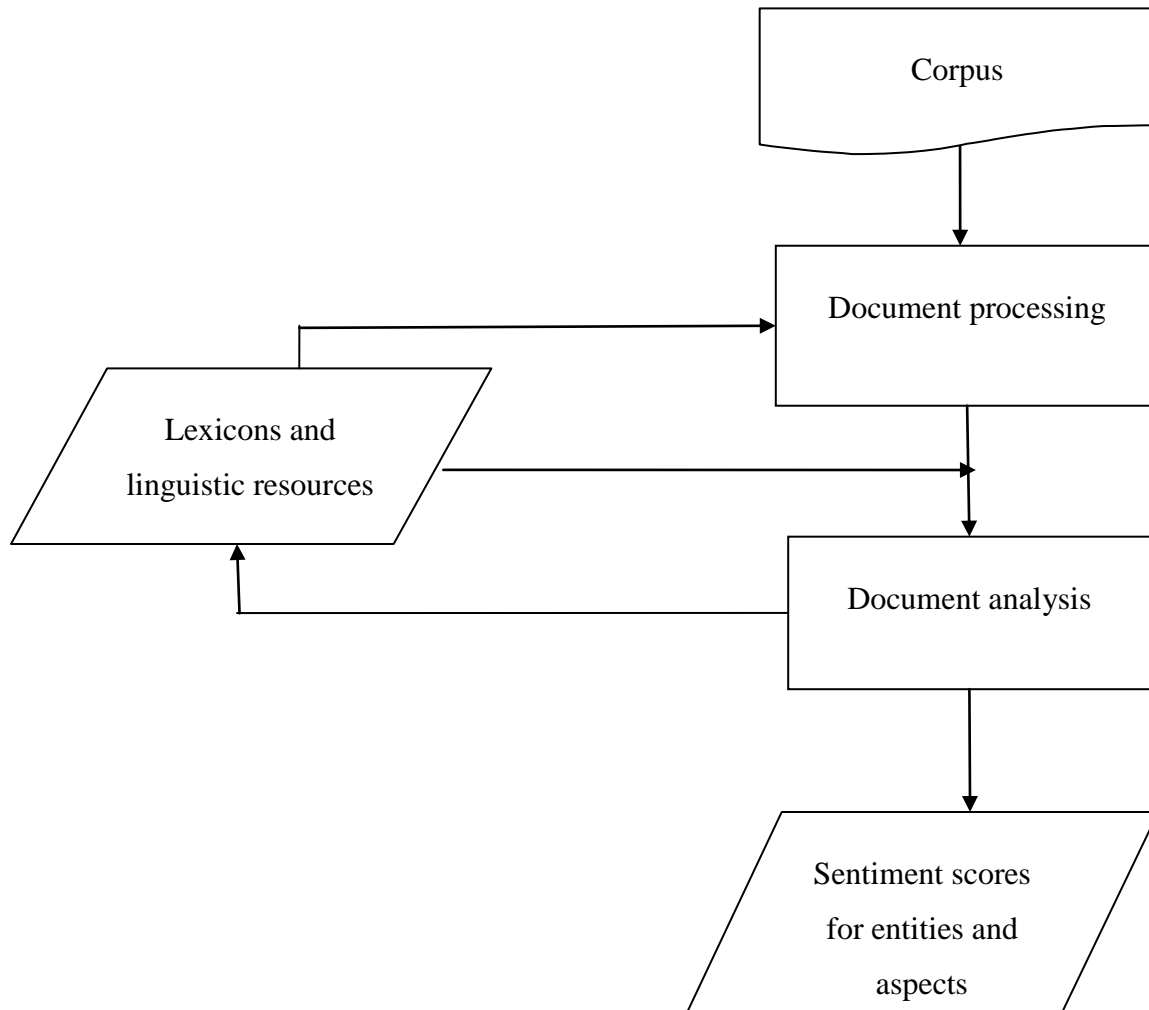 Corpus
Document processing
Lexicons and
linguistic resources
Document analysis
Sentiment scores
for entities and
aspects